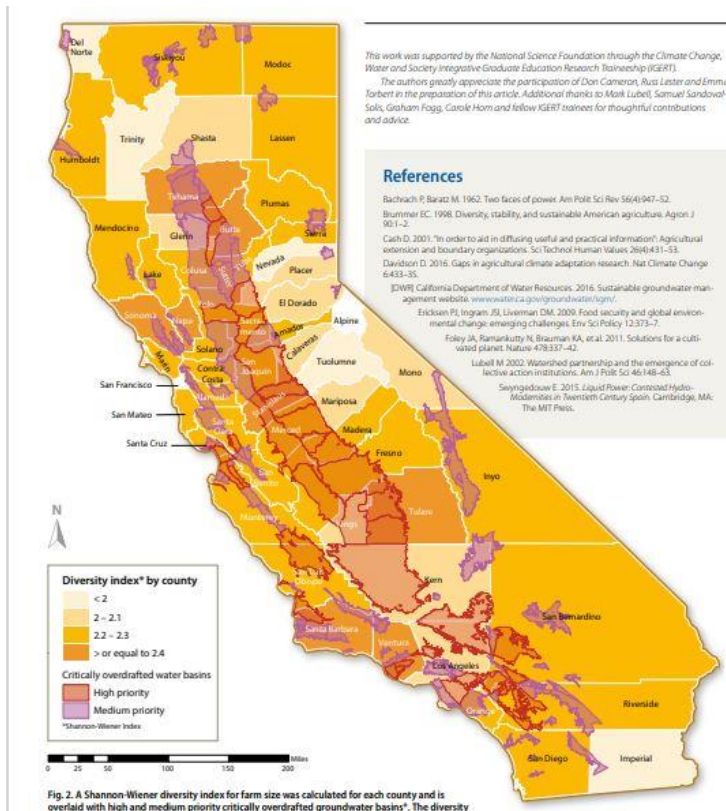 This work was supported by the National Science Foundation through the Climate Change,
Water and Society Integrative Graduate Education Research Traineeship (IGERT).
The authors greatly appreciate the participation of Don Cameron, Russ Lester and Emma
Torbert in the preparation of this article. Additional thanks to Mark Lubell, Samuel Sandoval-
Solis, Graham Fogg, Carole Hom and fellow IGERT trainees for thoughtful contributions
and advice.
References
Bachrach P, Baratz M. 1962. Two faces of power. Am Polit Sci Rev 56(4):947–52.
Brummer EC. 1998. Diversity, stability, and sustainable American agriculture. Agron J
90:1–2.
Cash D. 2001. "In order to aid in diffusing useful and practical information": Agricultural
extension and boundary organizations. Sci Technol Human Values 26(4):431–53.
Davidson D. 2016. Gaps in agricultural climate adaptation research. Nat Climate Change
6:433–35.
[DWR] California Department of Water Resources. 2016. Sustainable groundwater man-
agement website. www.water.ca.gov/groundwater/sgm/.
Ericksen PJ, Ingram JSI, Liverman DM. 2009. Food security and global environ-
mental change: emerging challenges. Env Sci Policy 12:373–7.
Foley JA, Ramankutty N, Brauman KA, et al. 2011. Solutions for a culti-
vated planet. Nature 478:337–42.
Lubell M 2002. Watershed partnership and the emergence of col-
lective action institutions. Am J Polit Sci 46:148–63.
Swyngedouw E. 2015. Liquid Power: Contested Hydro-
Modernities in Twentieth Century Spain. Cambridge, MA:
The MIT Press.
Del
Norte
Siskiyou
Modoc
Trinity
Shasta
Lassen
Humboldt
Tehama
Plumas
Mendocino
Glenn
Butte
Sierra
Nevada
Placer
Lake
Colusa
Sutter
Yolo
El Dorado
Sonoma
Napa
Sacra-
mento
Amador
Alpine
Solano
Calaveras
Marin
Contra
Costa
San
Joaquin
Tuolumne
Mono
San Francisco
Alameda
Stanislaus
Mariposa
San Mateo
Santa
Clara
Merced
Madera
Santa Cruz
Fresno
San
Benito
Inyo
Monterey
Kings
Tulare
N
San Luis
Obispo
Kern
San Bernardino
Santa Barbara
Ventura
Los Angeles
Orange
Riverside
San Diego
Imperial
Diversity index* by county
< 2
2 – 2.1
2.2 – 2.3
> or equal to 2.4
Critically overdrafted water basins
High priority
Medium priority
*Shannon-Wiener Index
Miles
0 25 50 100 150 200
Fig. 2. A Shannon-Wiener diversity index for farm size was calculated for each county and is
overlaid with high and medium priority critically overdrafted groundwater basins*. The diversity